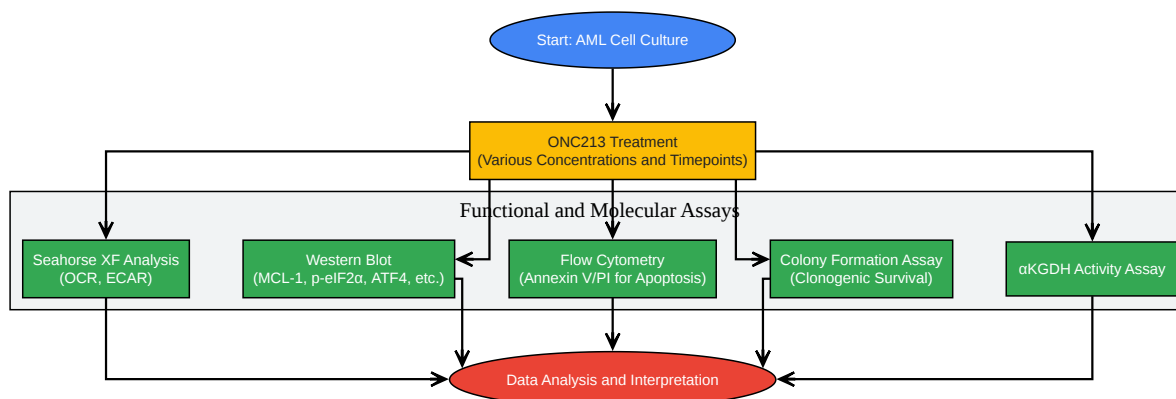 Start: AML Cell Culture
ONC213 Treatment
(Various Concentrations and Timepoints)
Functional and Molecular Assays
Seahorse XF Analysis
(OCR, ECAR)
Western Blot
(MCL-1, p-eIF2α, ATF4, etc.)
Flow Cytometry
(Annexin V/PI for Apoptosis)
Colony Formation Assay
(Clonogenic Survival)
αKGDH Activity Assay
Data Analysis and Interpretation